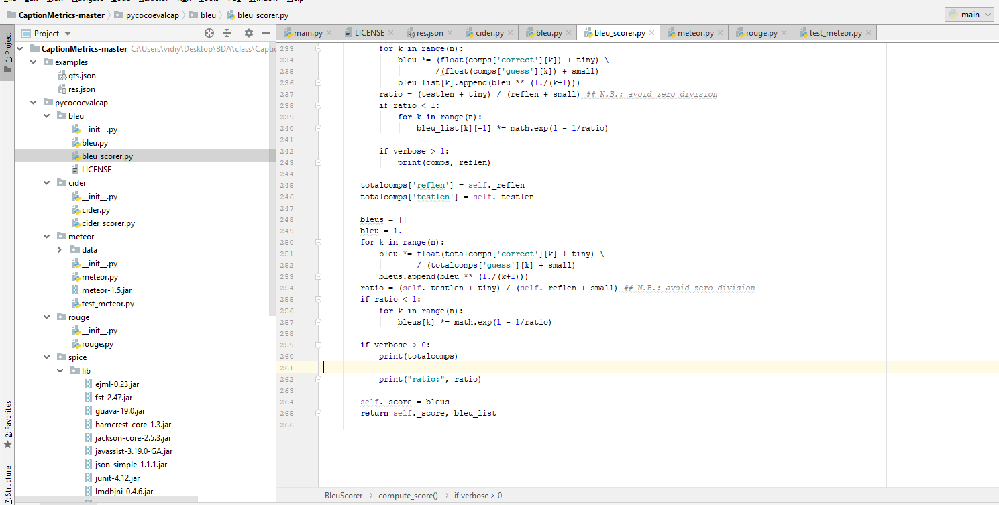 CaptionMetrics-master
pycocoevalcap
bleu
bleu_scorer.py
main
1: Project
Project
main.py
LICENSE
res.json
cider.py
bleu.py
bleu_scorer.py
meteor.py
rouge.py
test_meteor.py
CaptionMetrics-master C:\Users\vidiy\Desktop\BDA\class\Captio
examples
gts.json
res.json
pycocoevalcap
bleu
__init__.py
bleu.py
bleu_scorer.py
LICENSE
cider
__init__.py
cider.py
cider_scorer.py
meteor
data
__init__.py
meteor.py
meteor-1.5.jar
test_meteor.py
rouge
__init__.py
rouge.py
spice
lib
ejml-0.23.jar
fst-2.47.jar
guava-19.0.jar
hamcrest-core-1.3.jar
jackson-core-2.5.3.jar
javassist-3.19.0-GA.jar
json-simple-1.1.1.jar
junit-4.12.jar
lmdbjni-0.4.6.jar
2: Favorites
Z: Structure
233 for k in range(n):
234 bleu *= (float(comps['correct'][k]) + tiny) \
235 /(float(comps['guess'][k]) + small)
236 bleu_list[k].append(bleu ** (1./(k+1)))
237 ratio = (testlen + tiny) / (reflen + small) ## N.B.: avoid zero division
238 if ratio < 1:
239 for k in range(n):
240 bleu_list[k][-1] *= math.exp(1 - 1/ratio)
241
242 if verbose > 1:
243 print(comps, reflen)
244
245 totalcomps['reflen'] = self._reflen
246 totalcomps['testlen'] = self._testlen
247
248 bleus = []
249 bleu = 1.
250 for k in range(n):
251 bleu *= float(totalcomps['correct'][k] + tiny) \
252 / (totalcomps['guess'][k] + small)
253 bleus.append(bleu ** (1./(k+1)))
254 ratio = (self._testlen + tiny) / (self._reflen + small) ## N.B.: avoid zero division
255 if ratio < 1:
256 for k in range(n):
257 bleus[k] *= math.exp(1 - 1/ratio)
258
259 if verbose > 0:
260 print(totalcomps)
261
262 print("ratio:", ratio)
263
264 self._score = bleus
265 return self._score, bleu_list
266
BleuScorer
compute_score()
if verbose > 0